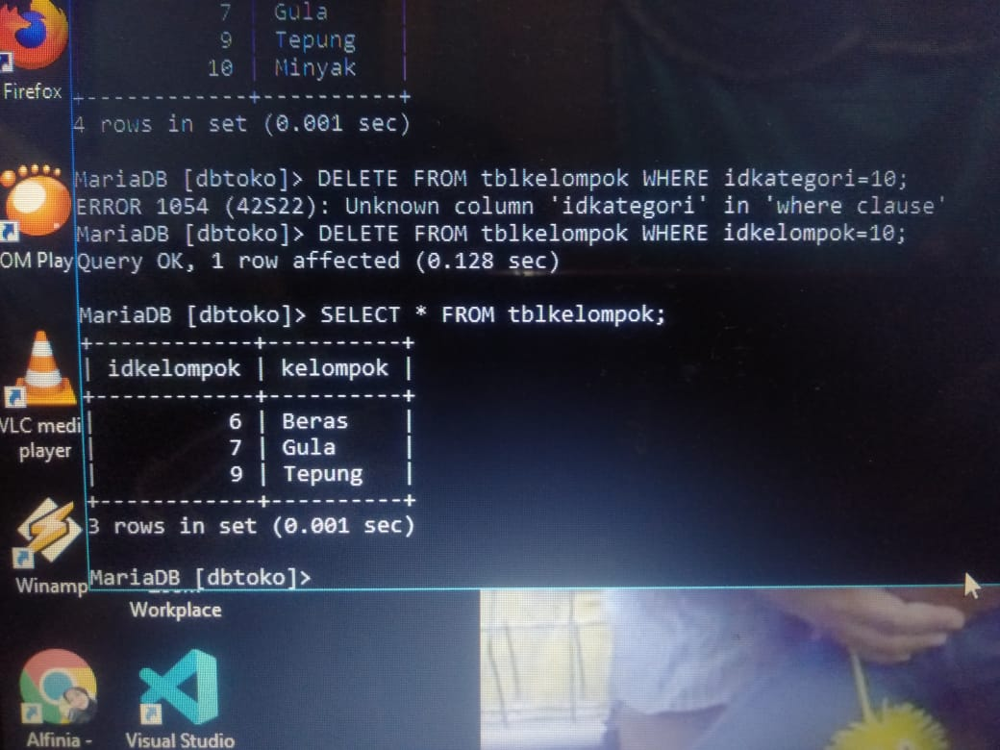 7 | Gula
9 | Tepung |
10 | Minyak |
+------------+----------+
4 rows in set (0.001 sec)
MariaDB [dbtoko]> DELETE FROM tblkelompok WHERE idkategori=10;
ERROR 1054 (42S22): Unknown column 'idkategori' in 'where clause'
MariaDB [dbtoko]> DELETE FROM tblkelompok WHERE idkelompok=10;
Query OK, 1 row affected (0.128 sec)
MariaDB [dbtoko]> SELECT * FROM tblkelompok;
+------------+----------+
| idkelompok | kelompok |
+------------+----------+
| 6 | Beras |
| 7 | Gula |
| 9 | Tepung |
+------------+----------+
3 rows in set (0.001 sec)
MariaDB [dbtoko]>
Firefox
OM Play
VLC medi
player
Winamp
Workplace
Alfinia -
Visual Studio